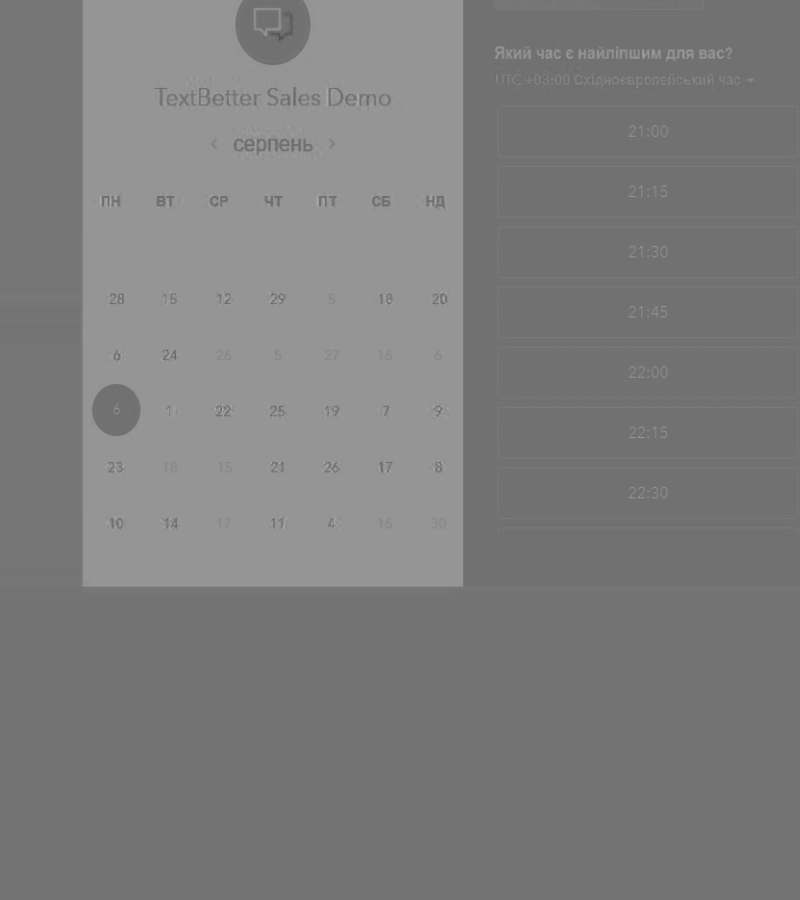 TextBetter Sales Demo
< серпень >
ПН ВТ СР ЧТ ПТ СБ НД
28 15 12 29 5 18 20
6 24 26 5 27 16 6
6 1 22 25 19 7 9
23 18 15 21 26 17 8
10 14 17 11 4 16 30
Який час є найліпшим для вас?
UTC +03:00 Східноєвропейський час
21:00
21:15
21:30
21:45
22:00
22:15
22:30